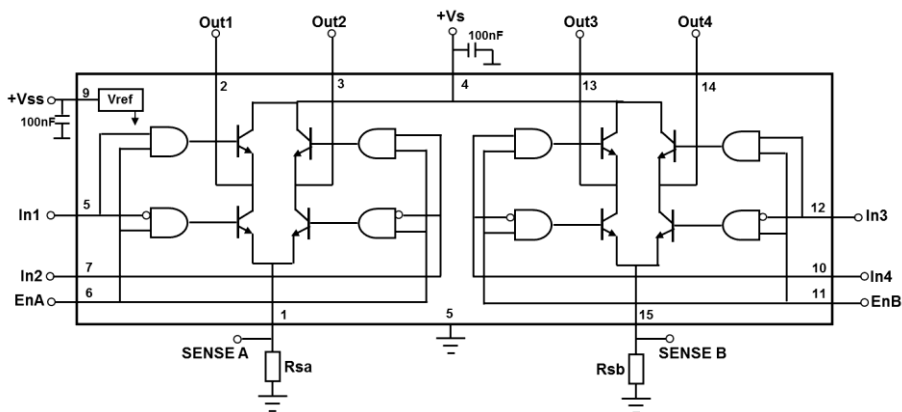 Out1
Out2
+Vs
Out3
Out4
100nF
2
3
4
13
14
+Vss
9
Vref
100nF
In1
5
12
In3
In2
7
10
In4
EnA
6
11
EnB
1
5
15
SENSE A
SENSE B
Rsa
Rsb